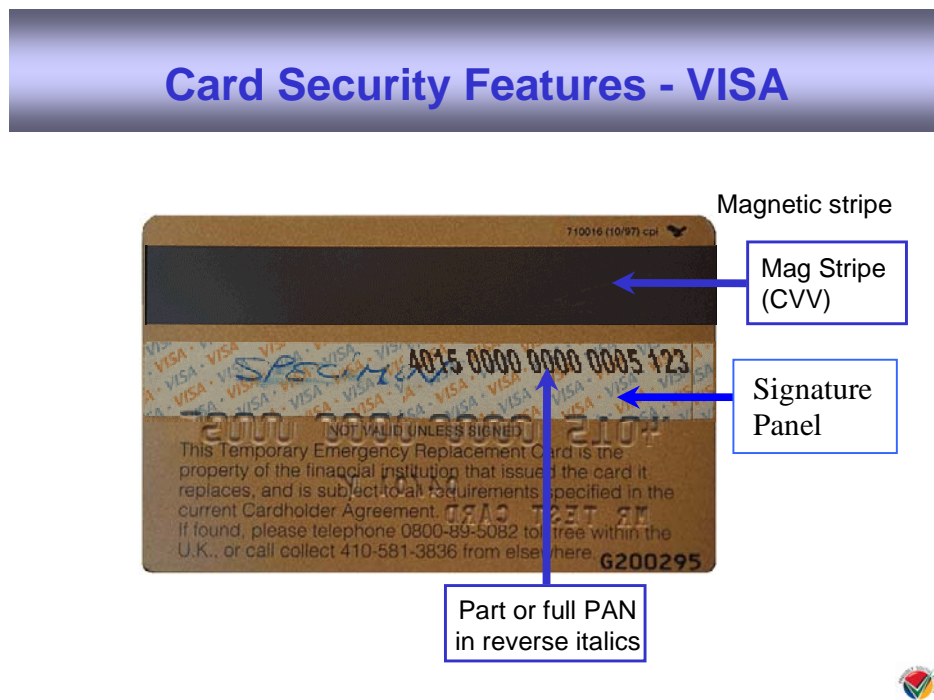 Card Security Features - VISA
Magnetic stripe
710016 (10/97) cpi
Mag Stripe
(CVV)
SPECIMEN
4015 0000 0000 0005 123
Signature
Panel
NOT VALID UNLESS SIGNED
This Temporary Emergency Replacement Card is the
property of the financial institution that issued the card it
replaces, and is subject to all requirements specified in the
current Cardholder Agreement.
MR TEST CARD
If found, please telephone 0800-89-5082 toll free within the
U.K., or call collect 410-581-3836 from elsewhere.
G200295
Part or full PAN
in reverse italics